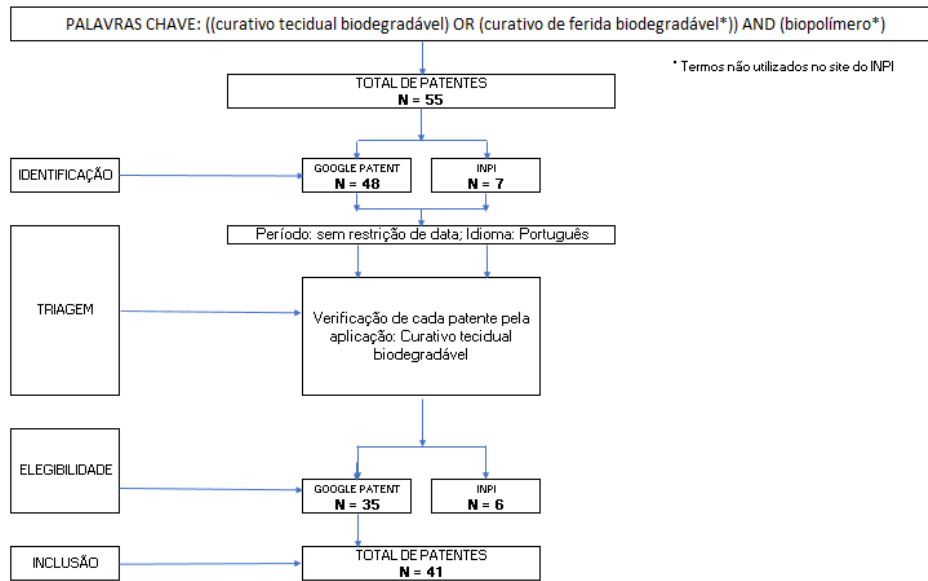 PALAVRAS CHAVE: ((curativo tecidual biodegradável) OR (curativo de ferida biodegradável*)) AND (biopolímero*)
* Termos não utilizados no site do INPI
TOTAL DE PATENTES
N = 55
IDENTIFICAÇÃO
GOOGLE PATENT
N = 48
INPI
N = 7
Período: sem restrição de data; Idioma: Português
TRIAGEM
Verificação de cada patente pela
aplicação: Curativo tecidual
biodegradável
ELEGIBILIDADE
GOOGLE PATENT
N = 35
INPI
N = 6
INCLUSÃO
TOTAL DE PATENTES
N = 41